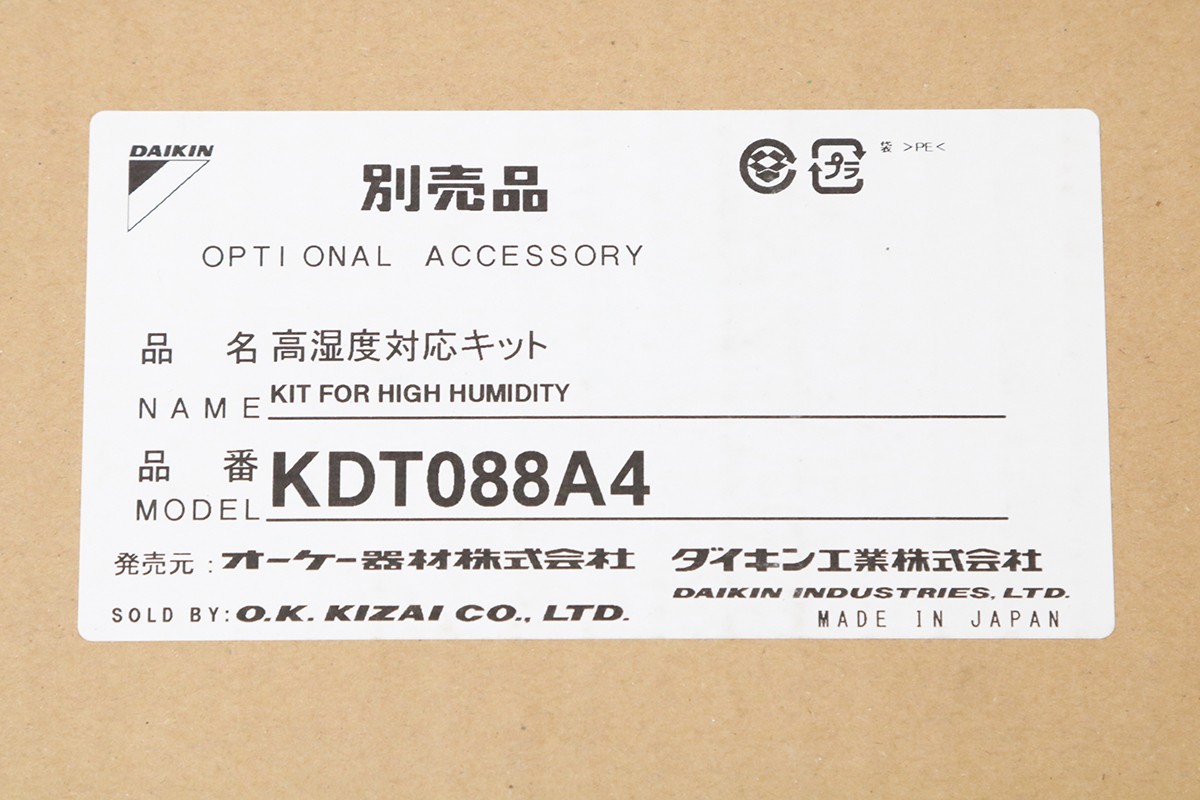 DAIKIN
別売品
プラ
袋 >PE<
OPTIONAL ACCESSORY
品 名 高湿度対応キット
NAME KIT FOR HIGH HUMIDITY
品 番 KDT088A4
MODEL
発売元：オーケー器材株式会社 ダイキン工業株式会社
DAIKIN INDUSTRIES, LTD.
SOLD BY: O.K. KIZAI CO., LTD.
MADE IN JAPAN